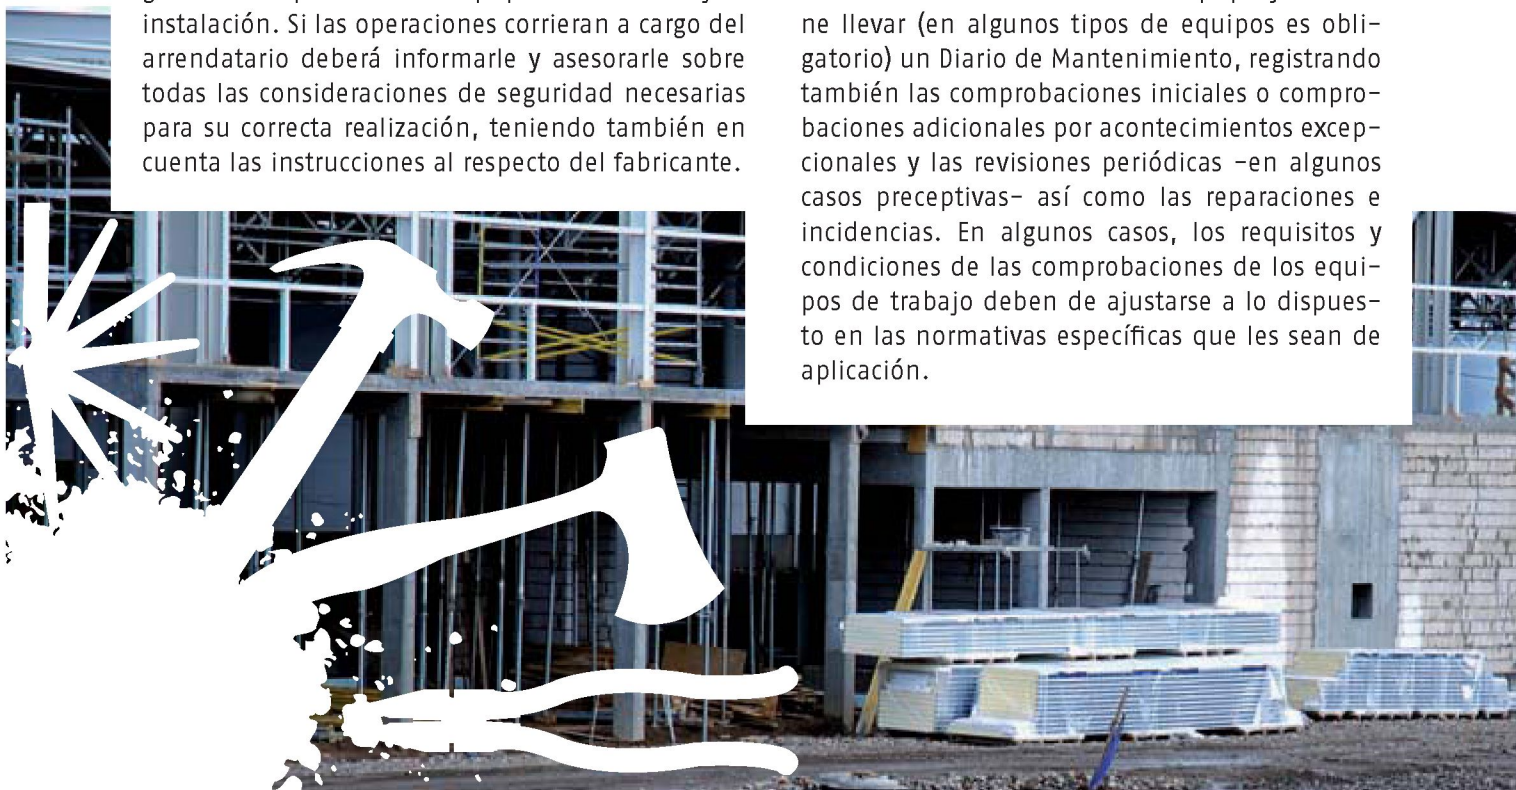 instalación. Si las operaciones corrieran a cargo del
arrendatario deberá informarle y asesorarle sobre
todas las consideraciones de seguridad necesarias
para su correcta realización, teniendo también en
cuenta las instrucciones al respecto del fabricante.
ne llevar (en algunos tipos de equipos es obli-
gatorio) un Diario de Mantenimiento, registrando
también las comprobaciones iniciales o compro-
baciones adicionales por acontecimientos excep-
cionales y las revisiones periódicas -en algunos
casos preceptivas- así como las reparaciones e
incidencias. En algunos casos, los requisitos y
condiciones de las comprobaciones de los equi-
pos de trabajo deben de ajustarse a lo dispues-
to en las normativas específicas que les sean de
aplicación.